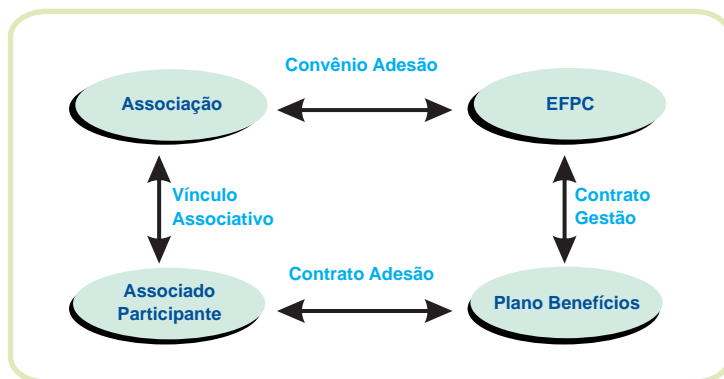 Convênio Adesão
Associação
EFPC
Vínculo
Associativo
Contrato
Gestão
Contrato Adesão
Associado
Participante
Plano Benefícios